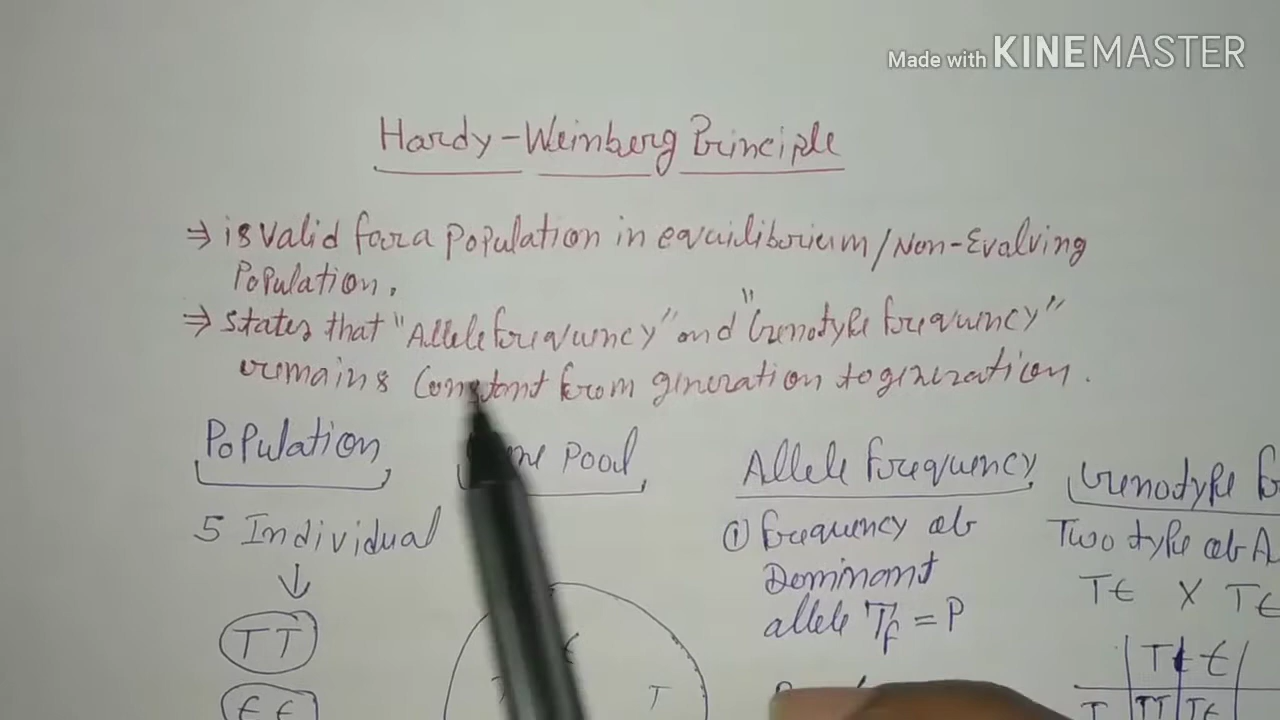 Made with KINEMASTER
Hardy-Weinberg Principle
⇒ is valid for a population in equilibrium/Non-Evolving
Population.
⇒ states that "Allele frequency" and "Genotype frequency"
remains Constant from generation to generation.
Population
Pool
Allele frequency
Genotype
5 Individual
① frequency of
Two type of A
↓
Dominant
Tt X Tt
allele Tf = P
TT
T t
T
T TT Tt
tt